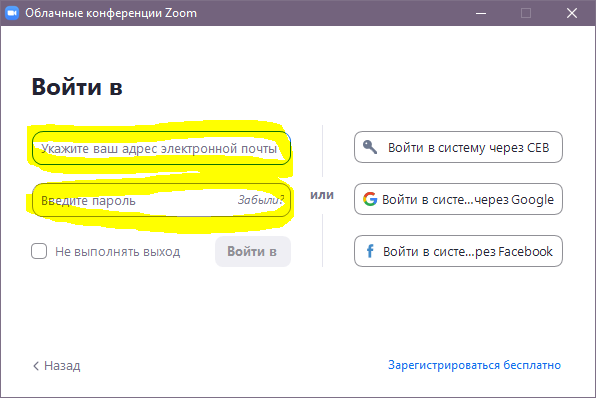 Облачные конференции Zoom
Войти в
Укажите ваш адрес электронной почты
Введите пароль
Забыли?
Не выполнять выход
Войти в
или
Войти в систему через СЕВ
Войти в систе...через Google
Войти в систе...рез Facebook
Назад
Зарегистрироваться бесплатно